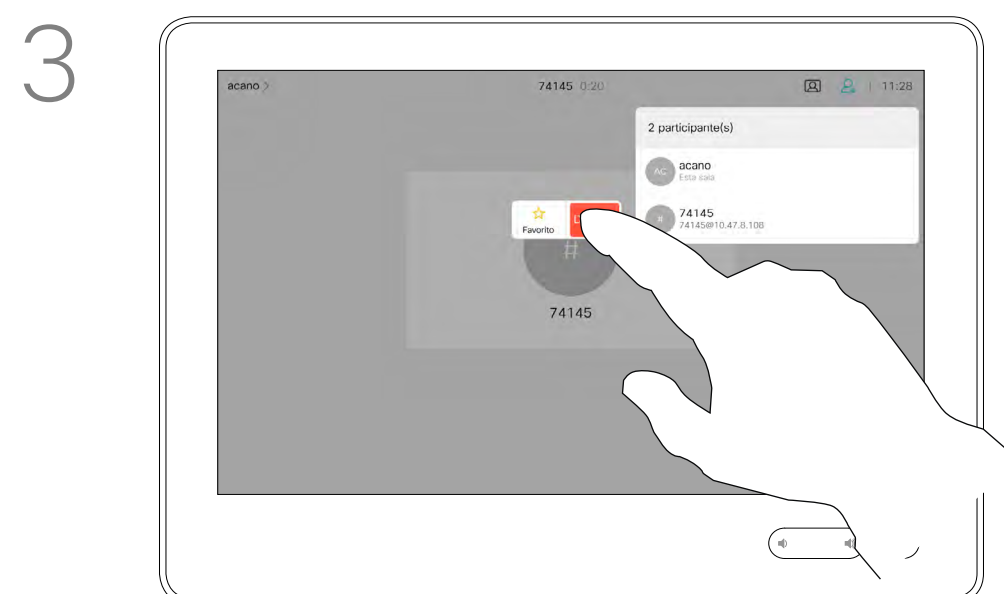 3
acano >
74145 0:20
11:28
2 participante(s)
AC
acano
Esta sala
#
74145
74145@10.47.8.108
Favorito
#
74145